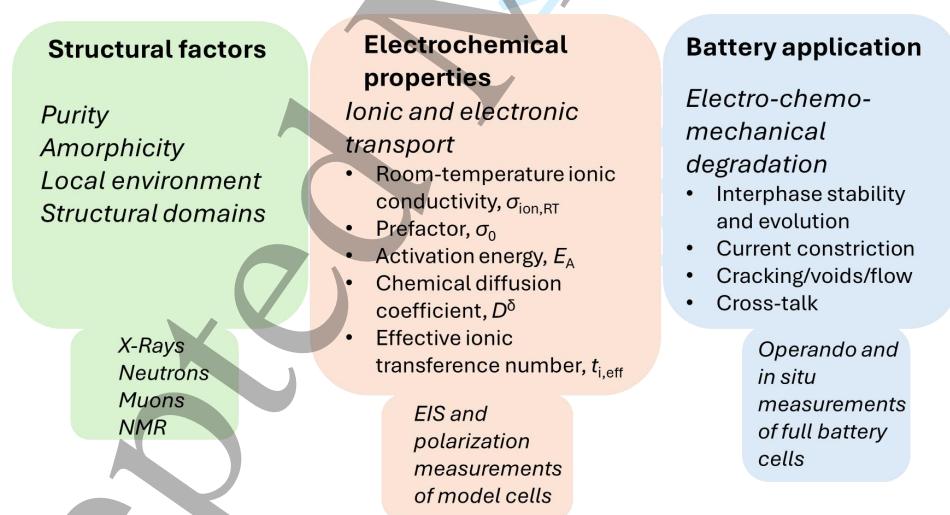 Structural factors
Purity
Amorphicity
Local environment
Structural domains
X-Rays
Neutrons
Muons
NMR
Electrochemical
properties
Ionic and electronic
transport
• Room-temperature ionic
conductivity, σion,RT
• Prefactor, σ0
• Activation energy, EA
• Chemical diffusion
coefficient, Dδ
• Effective ionic
transference number, ti,eff
EIS and
polarization
measurements
of model cells
Battery application
Electro-chemo-
mechanical
degradation
• Interphase stability
and evolution
• Current constriction
• Cracking/voids/flow
• Cross-talk
Operando and
in situ
measurements
of full battery
cells
epted M